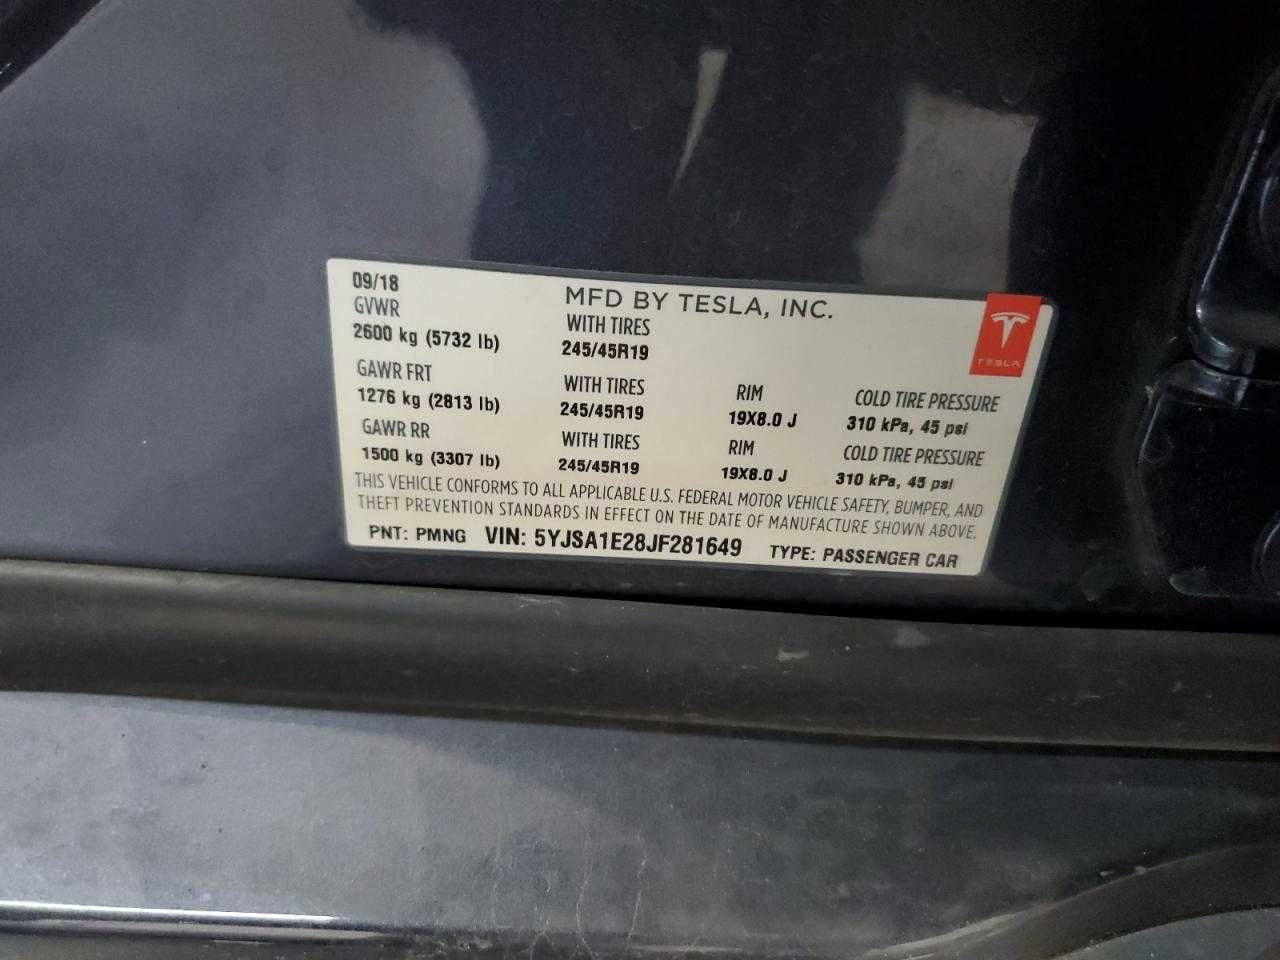 09/18
MFD BY TESLA, INC.
GVWR WITH TIRES
2600 kg (5732 lb) 245/45R19
TESLA
GAWR FRT WITH TIRES RIM COLD TIRE PRESSURE
1276 kg (2813 lb) 245/45R19 19X8.0 J 310 kPa, 45 psi
GAWR RR WITH TIRES RIM COLD TIRE PRESSURE
1500 kg (3307 lb) 245/45R19 19X8.0 J 310 kPa, 45 psi
THIS VEHICLE CONFORMS TO ALL APPLICABLE U.S. FEDERAL MOTOR VEHICLE SAFETY, BUMPER, AND
THEFT PREVENTION STANDARDS IN EFFECT ON THE DATE OF MANUFACTURE SHOWN ABOVE.
PNT: PMNG VIN: 5YJSA1E28JF281649 TYPE: PASSENGER CAR